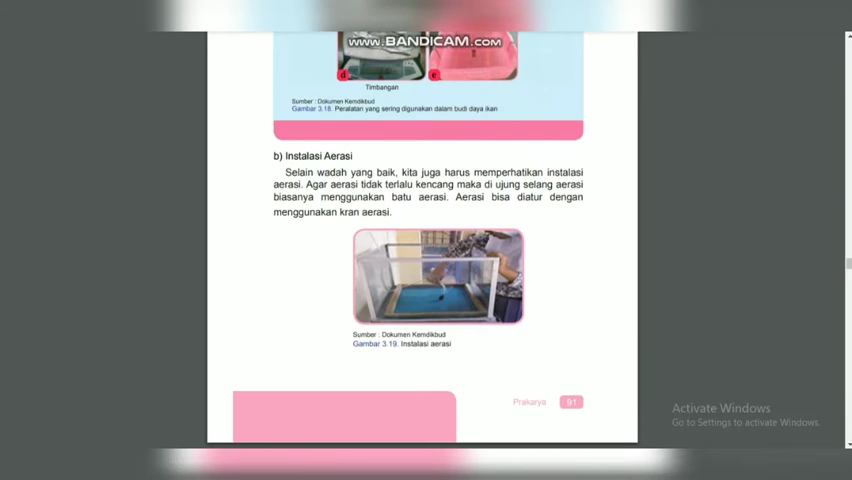 WWW.BANDICAM.COM
d
e
Timbangan
Sumber : Dokumen Kemdikbud
Gambar 3.18. Peralatan yang sering digunakan dalam budi daya ikan
b) Instalasi Aerasi
Selain wadah yang baik, kita juga harus memperhatikan instalasi
aerasi. Agar aerasi tidak terlalu kencang maka di ujung selang aerasi
biasanya menggunakan batu aerasi. Aerasi bisa diatur dengan
menggunakan kran aerasi.
Sumber : Dokumen Kemdikbud
Gambar 3.19. Instalasi aerasi
Prakarya 91
Activate Windows
Go to Settings to activate Windows.